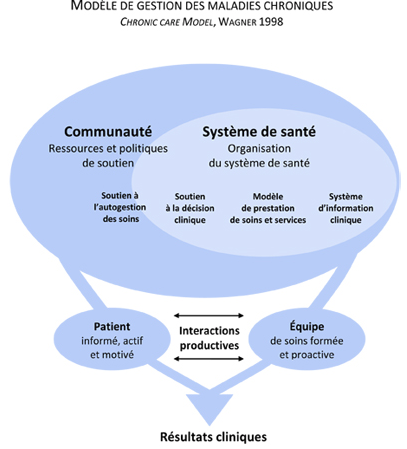 MODÈLE DE GESTION DES MALADIES CHRONIQUES
CHRONIC CARE MODEL, WAGNER 1998
Communauté
Ressources et politiques
de soutien
Système de santé
Organisation
du système de santé
Soutien à
l'autogestion
des soins
Soutien
à la décision
clinique
Modèle
de prestation
de soins et services
Système
d'information
clinique
Patient
informé, actif
et motivé
Interactions
productives
Équipe
de soins formée
et proactive
Résultats cliniques